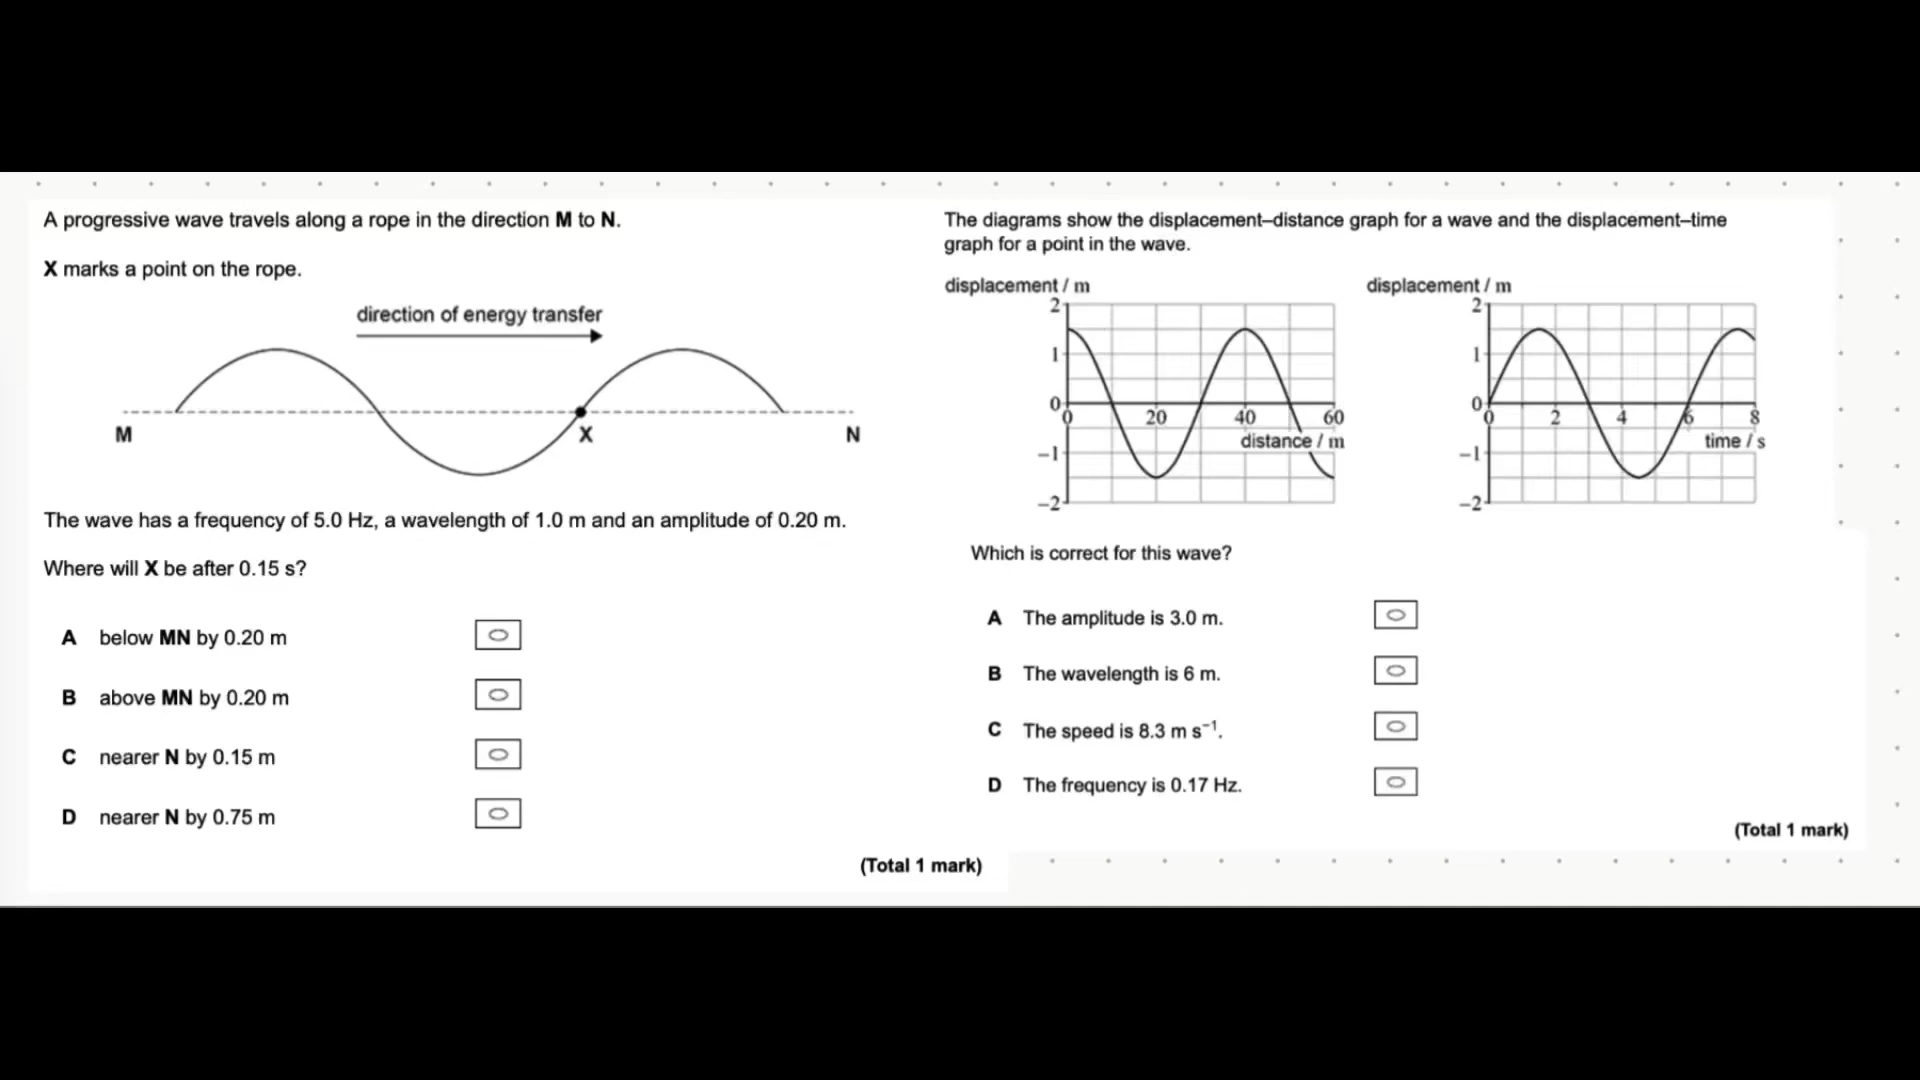 A progressive wave travels along a rope in the direction M to N.
X marks a point on the rope.
direction of energy transfer
M
X
N
The wave has a frequency of 5.0 Hz, a wavelength of 1.0 m and an amplitude of 0.20 m.
Where will X be after 0.15 s?
A below MN by 0.20 m
B above MN by 0.20 m
C nearer N by 0.15 m
D nearer N by 0.75 m
(Total 1 mark)
The diagrams show the displacement–distance graph for a wave and the displacement–time
graph for a point in the wave.
displacement / m
2
1
0
−1
−2
0 20 40 60
distance / m
displacement / m
2
1
0
−1
−2
0 2 4 6 8
time / s
Which is correct for this wave?
A The amplitude is 3.0 m.
B The wavelength is 6 m.
C The speed is 8.3 m s⁻¹.
D The frequency is 0.17 Hz.
(Total 1 mark)